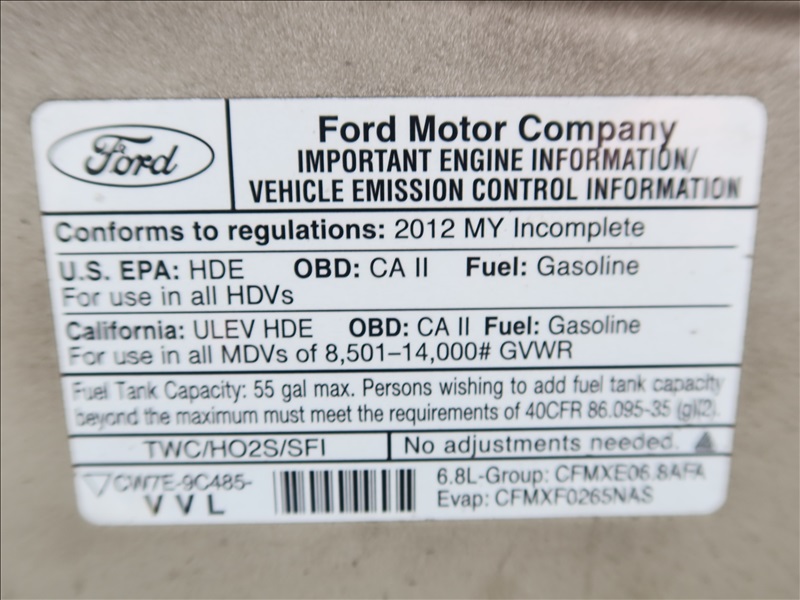 Ford
Ford Motor Company
IMPORTANT ENGINE INFORMATION/
VEHICLE EMISSION CONTROL INFORMATION
Conforms to regulations: 2012 MY Incomplete
U.S. EPA: HDE OBD: CA II Fuel: Gasoline
For use in all HDVs
California: ULEV HDE OBD: CA II Fuel: Gasoline
For use in all MDVs of 8,501–14,000# GVWR
Fuel Tank Capacity: 55 gal max. Persons wishing to add fuel tank capacity
beyond the maximum must meet the requirements of 40CFR 86.095-35 (g)(2).
TWC/HO2S/SFI No adjustments needed.
CW7E-9C485-
VVL
6.8L-Group: CFMXE06.8AFA
Evap: CFMXF0265NAS